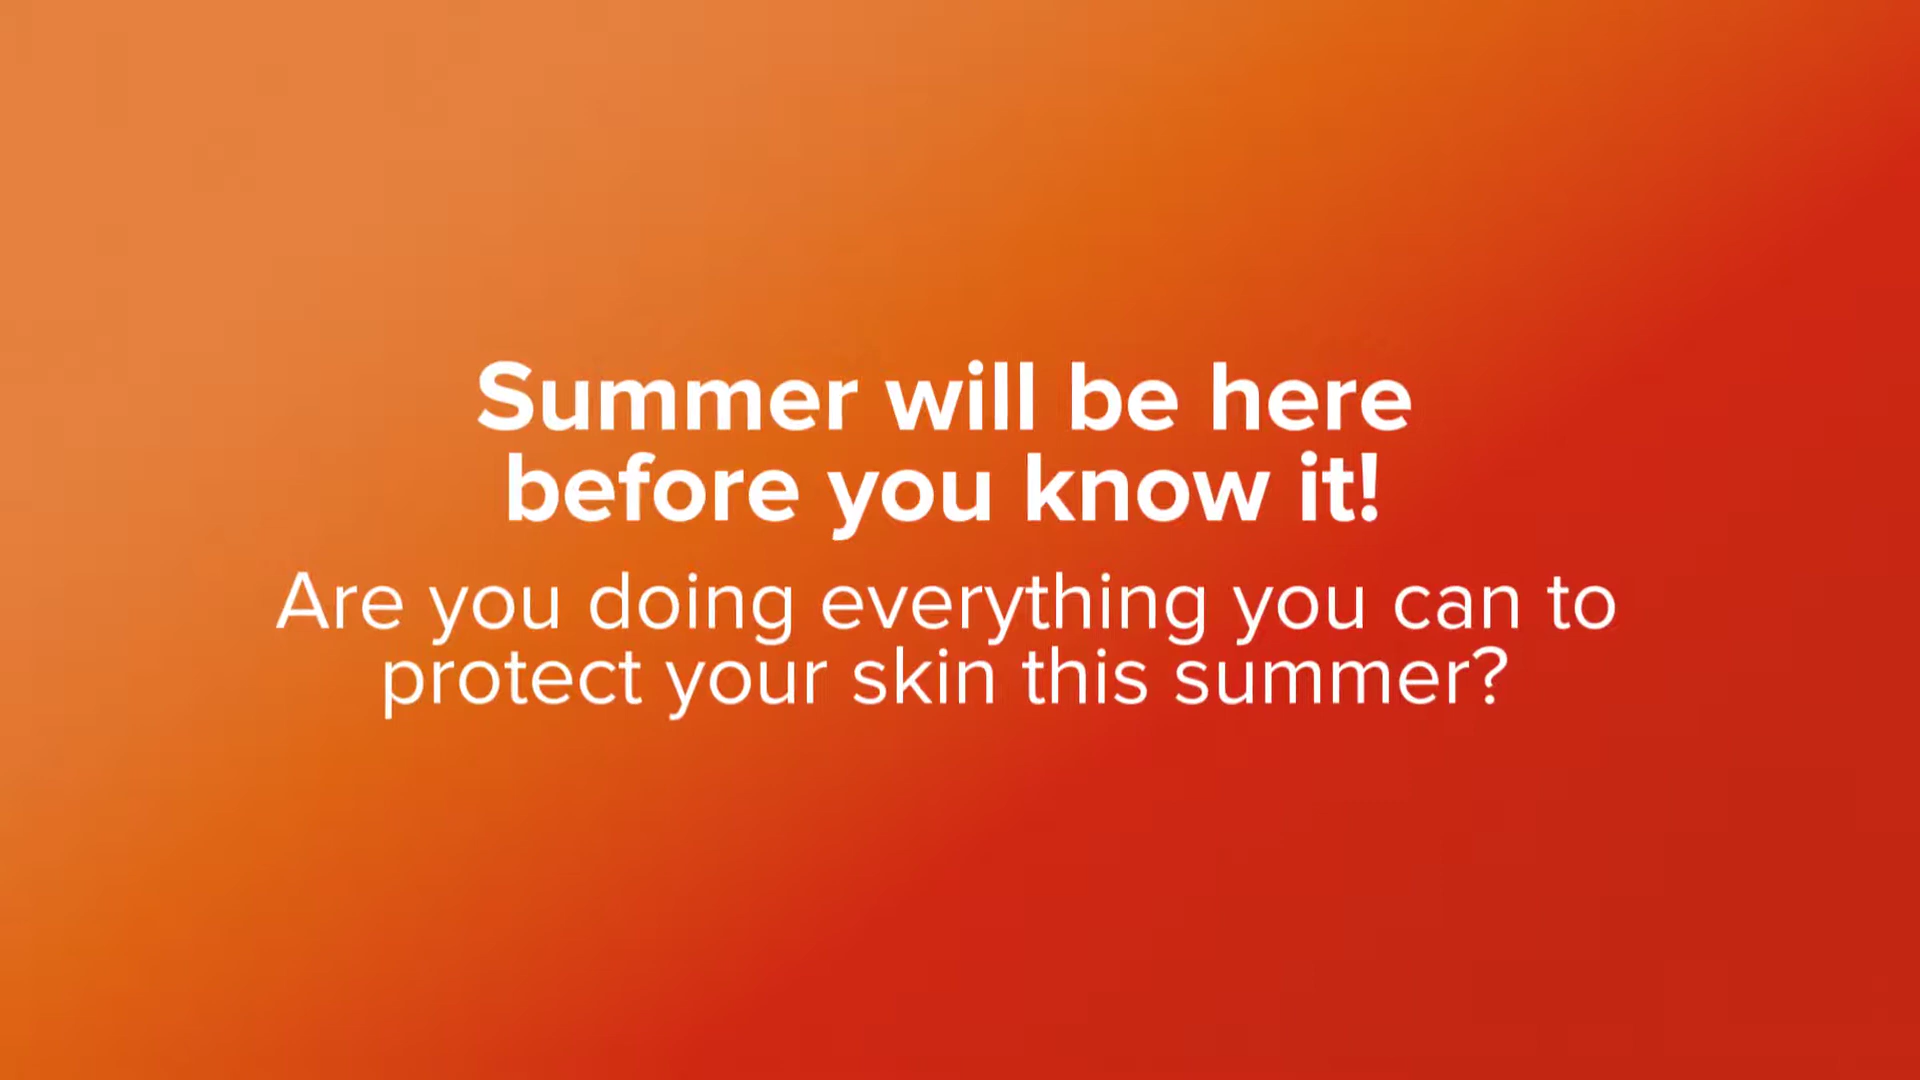 Summer will be here
before you know it!
Are you doing everything you can to
protect your skin this summer?